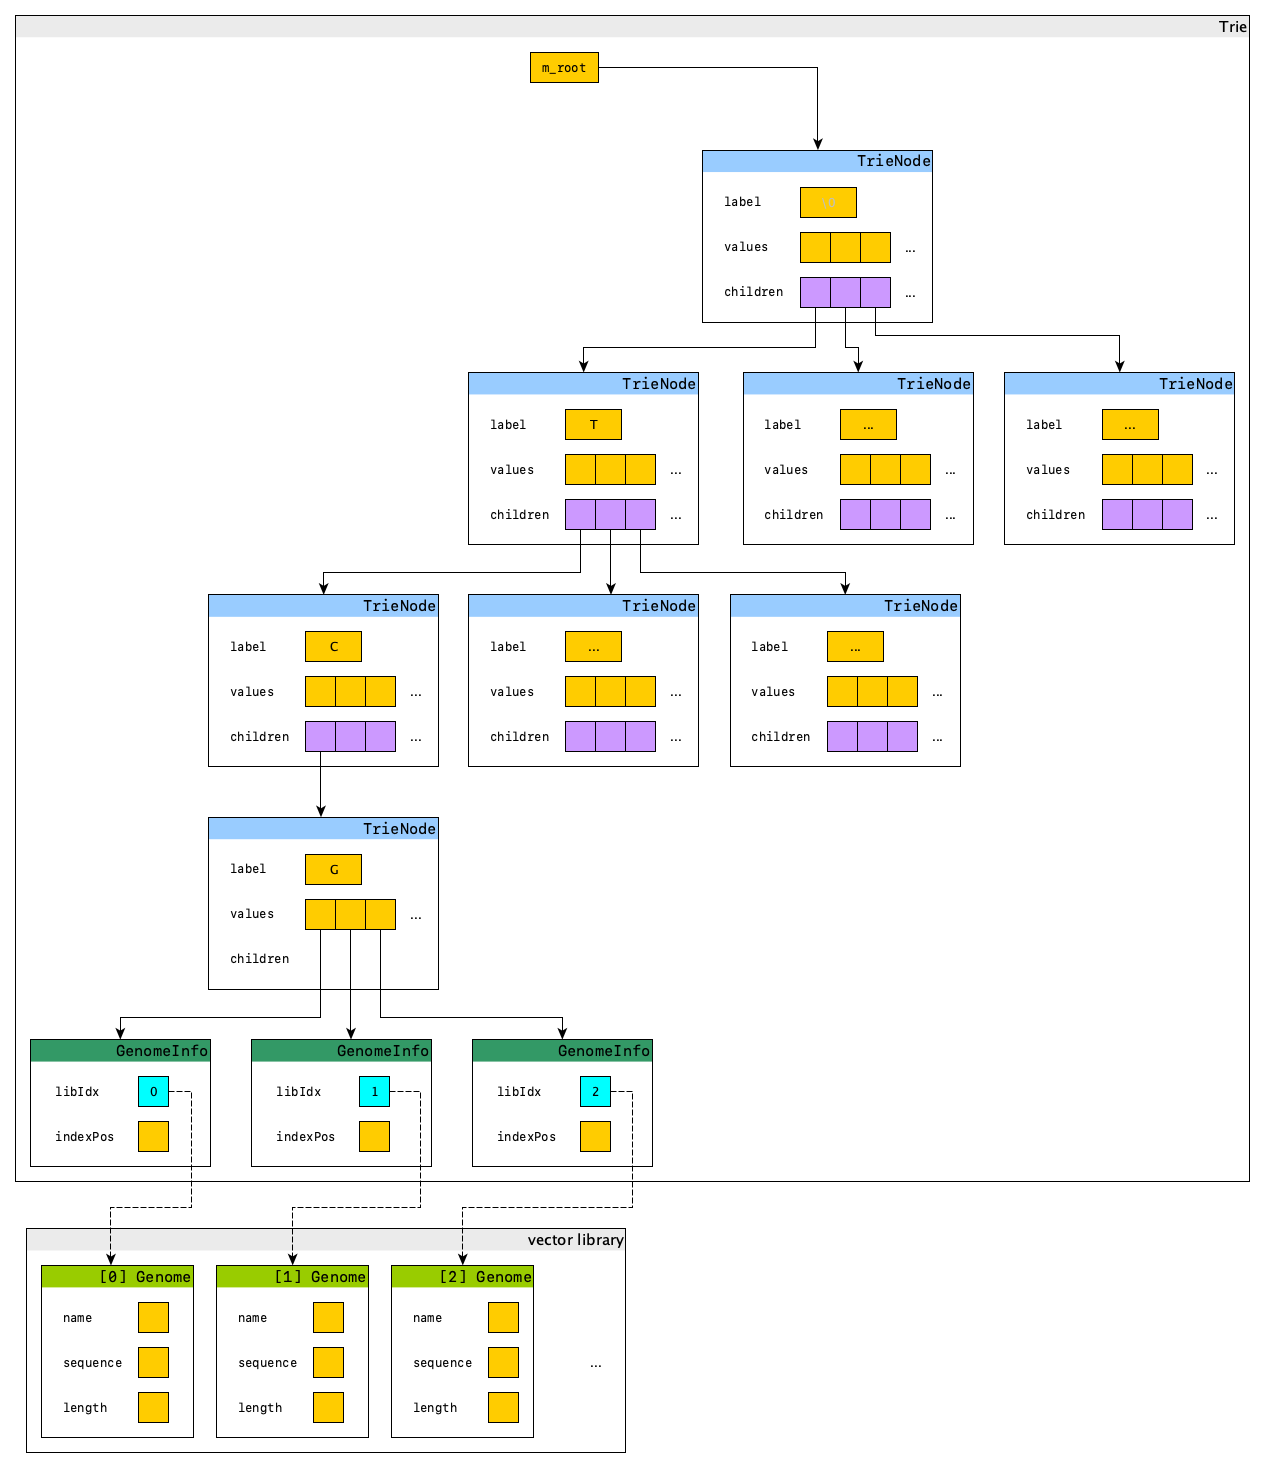 Trie
m_root
TrieNode
label
values ...
children ...
TrieNode TrieNode TrieNode
label T label ... label ...
values ... values ... values ...
children ... children ... children ...
TrieNode TrieNode TrieNode
label C label ... label ...
values ... values ... values ...
children ... children ... children ...
TrieNode
label G
values ...
children
GenomeInfo GenomeInfo GenomeInfo
libIdx 0 libIdx 1 libIdx 2
indexPos indexPos indexPos
vector library
[0] Genome [1] Genome [2] Genome
name name name
sequence sequence sequence ...
length length length